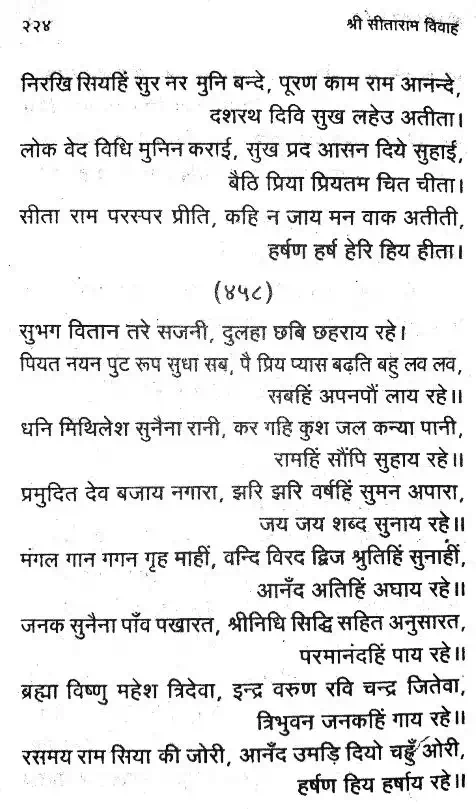 २२४ श्री सीताराम विवाह
निरखि सियहिं सुर नर मुनि बन्दे, पूरण काम राम आनन्दे,
दशरथ दिवि सुख लहेउ अतीता।
लोक वेद विधि मुनिन कराई, सुख प्रद आसन दिये सुहाई,
बैठि प्रिया प्रियतम चित चीता।
सीता राम परस्पर प्रीति, कहि न जाय मन वाक अतीती,
हर्षण हर्ष हेरि हिय हीता।
(४५८)
सुभग वितान तरे सजनी, दुलहा छबि छहराय रहे।
पियत नयन पुट रूप सुधा सब, पै प्रिय प्यास बढ़ति बहु लव लव,
सबहिं अपनपौं लाय रहे॥
धनि मिथिलेश सुनैना रानी, कर गहि कुश जल कन्या पानी,
रामहिं सौंपि सुहाय रहे॥
प्रमुदित देव बजाय नगारा, झरि झरि वर्षहिं सुमन अपारा,
जय जय शब्द सुनाय रहे॥
मंगल गान गगन गृह माहीं, वन्दि विरद द्विज श्रुतिहिं सुनाहीं,
आनँद अतिहिं अघाय रहे॥
जनक सुनैना पाँव पखारत, श्रीनिधि सिद्धि सहित अनुसारत,
परमानंदहिं पाय रहे॥
ब्रह्मा विष्णु महेश त्रिदेवा, इन्द्र वरुण रवि चन्द्र जितेवा,
त्रिभुवन जनकहिं गाय रहे॥
रसमय राम सिया की जोरी, आनँद उमड़ि दियो चहुँ ओरी,
हर्षण हिय हर्षाय रहे॥